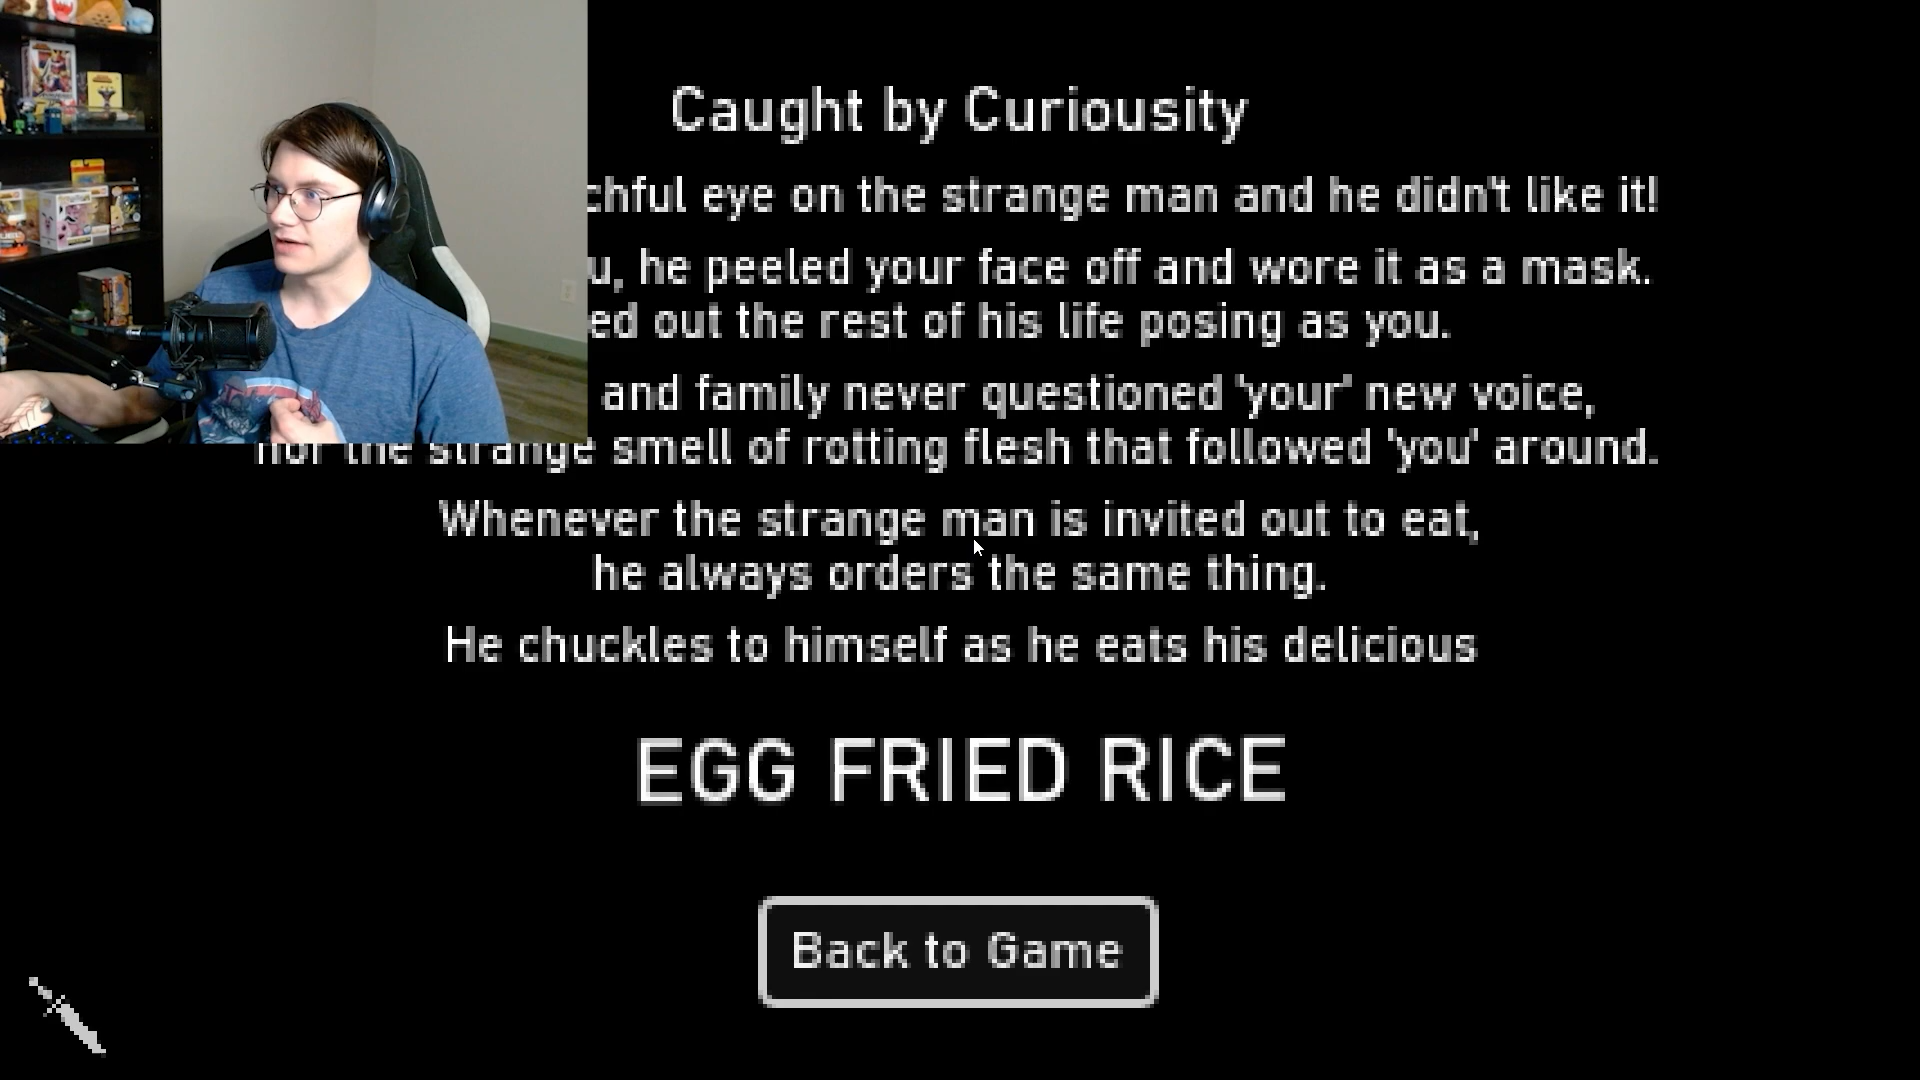 Caught by Curiousity
eye on the strange man and he didn't like it!
he peeled your face off and wore it as a mask.
out the rest of his life posing as you.
and family never questioned 'your' new voice,
nor the strange smell of rotting flesh that followed 'you' around.
Whenever the strange man is invited out to eat,
he always orders the same thing.
He chuckles to himself as he eats his delicious
EGG FRIED RICE
Back to Game